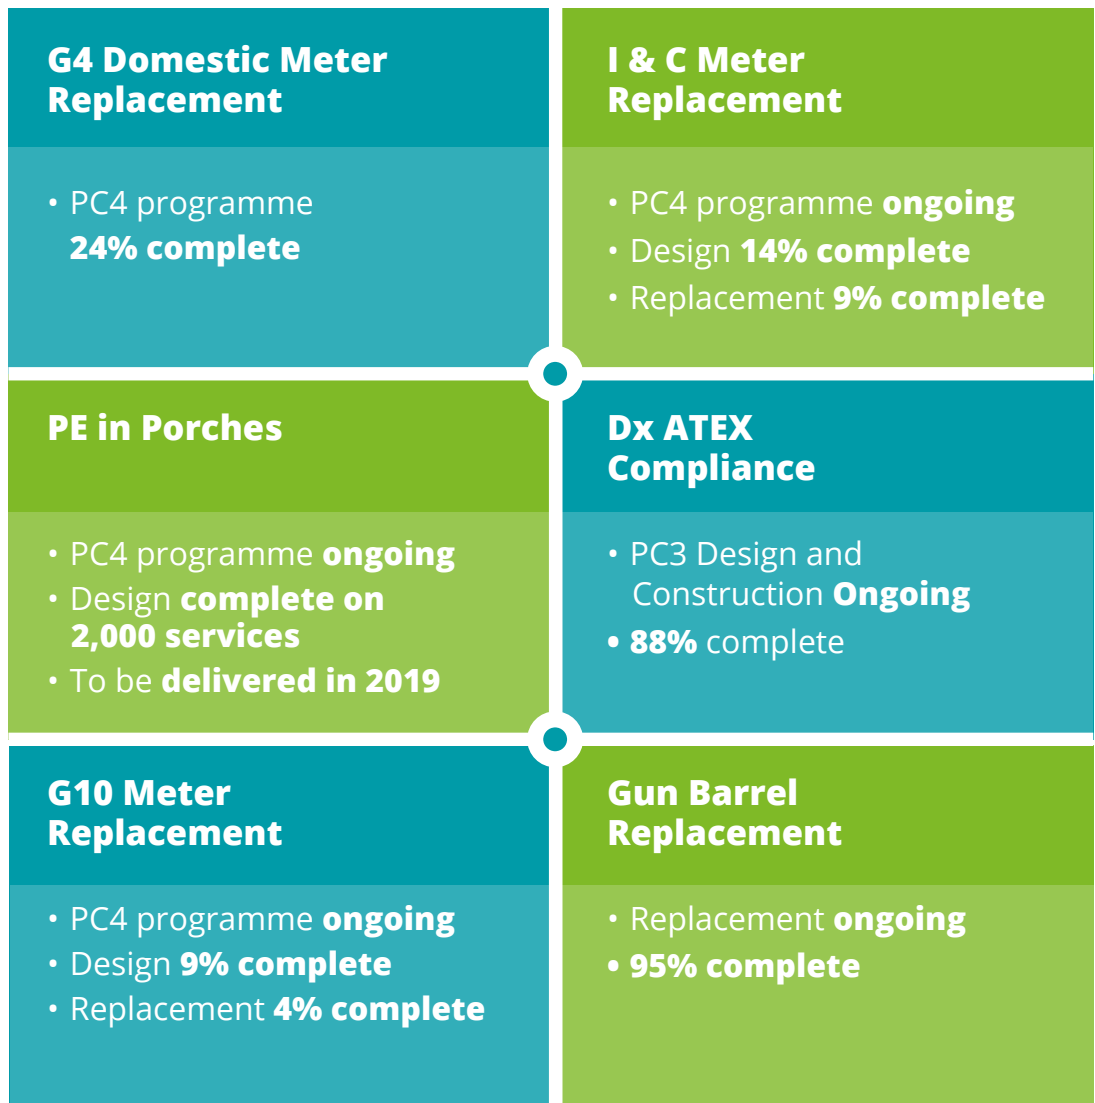 G4 Domestic Meter
Replacement
• PC4 programme
24% complete
I & C Meter
Replacement
• PC4 programme ongoing
• Design 14% complete
• Replacement 9% complete
PE in Porches
• PC4 programme ongoing
• Design complete on
2,000 services
• To be delivered in 2019
Dx ATEX
Compliance
• PC3 Design and
Construction Ongoing
• 88% complete
G10 Meter
Replacement
• PC4 programme ongoing
• Design 9% complete
• Replacement 4% complete
Gun Barrel
Replacement
• Replacement ongoing
• 95% complete